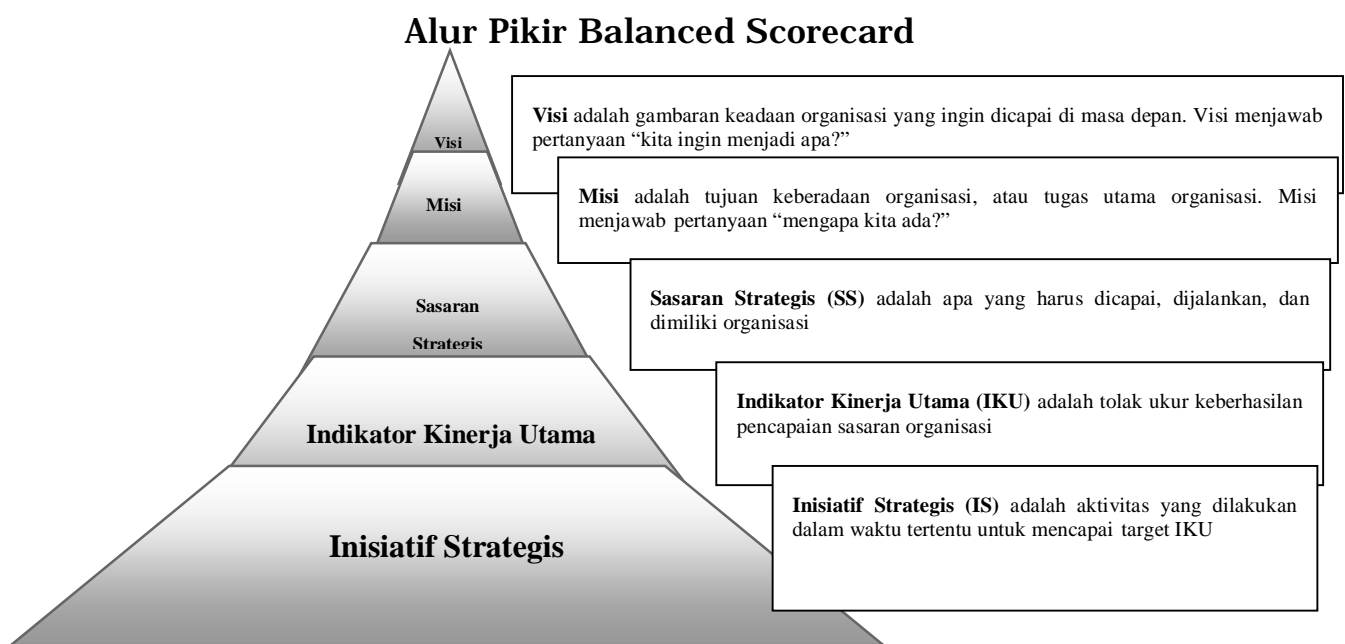 Alur Pikir Balanced Scorecard
Visi
Visi adalah gambaran keadaan organisasi yang ingin dicapai di masa depan. Visi menjawab
pertanyaan “kita ingin menjadi apa?”
Misi
Misi adalah tujuan keberadaan organisasi, atau tugas utama organisasi. Misi
menjawab pertanyaan “mengapa kita ada?”
Sasaran
Strategis
Sasaran Strategis (SS) adalah apa yang harus dicapai, dijalankan, dan
dimiliki organisasi
Indikator Kinerja Utama
Indikator Kinerja Utama (IKU) adalah tolak ukur keberhasilan
pencapaian sasaran organisasi
Inisiatif Strategis
Inisiatif Strategis (IS) adalah aktivitas yang dilakukan
dalam waktu tertentu untuk mencapai target IKU